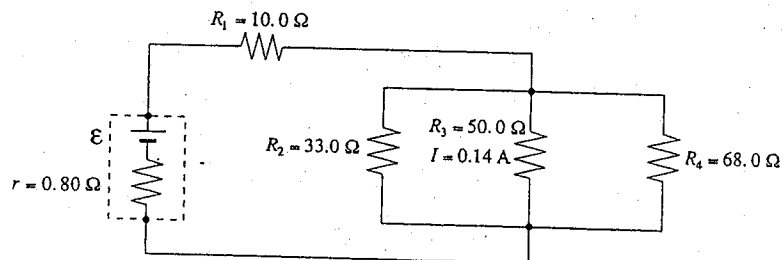 R₁ = 10.0 Ω
R₃ = 50.0 Ω
R₂ = 33.0 Ω
I = 0.14 A
R₄ = 68.0 Ω
ε
r = 0.80 Ω